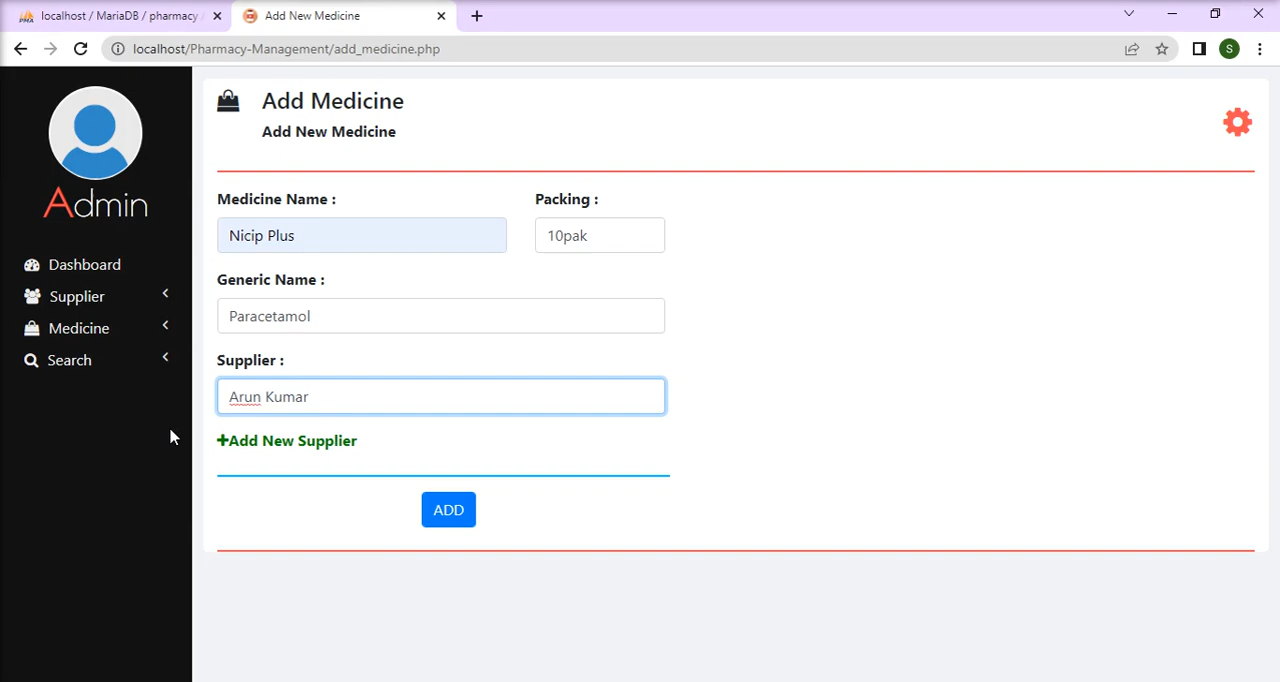 localhost / MariaDB / pharmacy
Add New Medicine
localhost/Pharmacy-Management/add_medicine.php
S
Admin
Dashboard
Supplier
Medicine
Search
Add Medicine
Add New Medicine
Medicine Name :
Packing :
Nicip Plus
10pak
Generic Name :
Paracetamol
Supplier :
Arun Kumar
+Add New Supplier
ADD